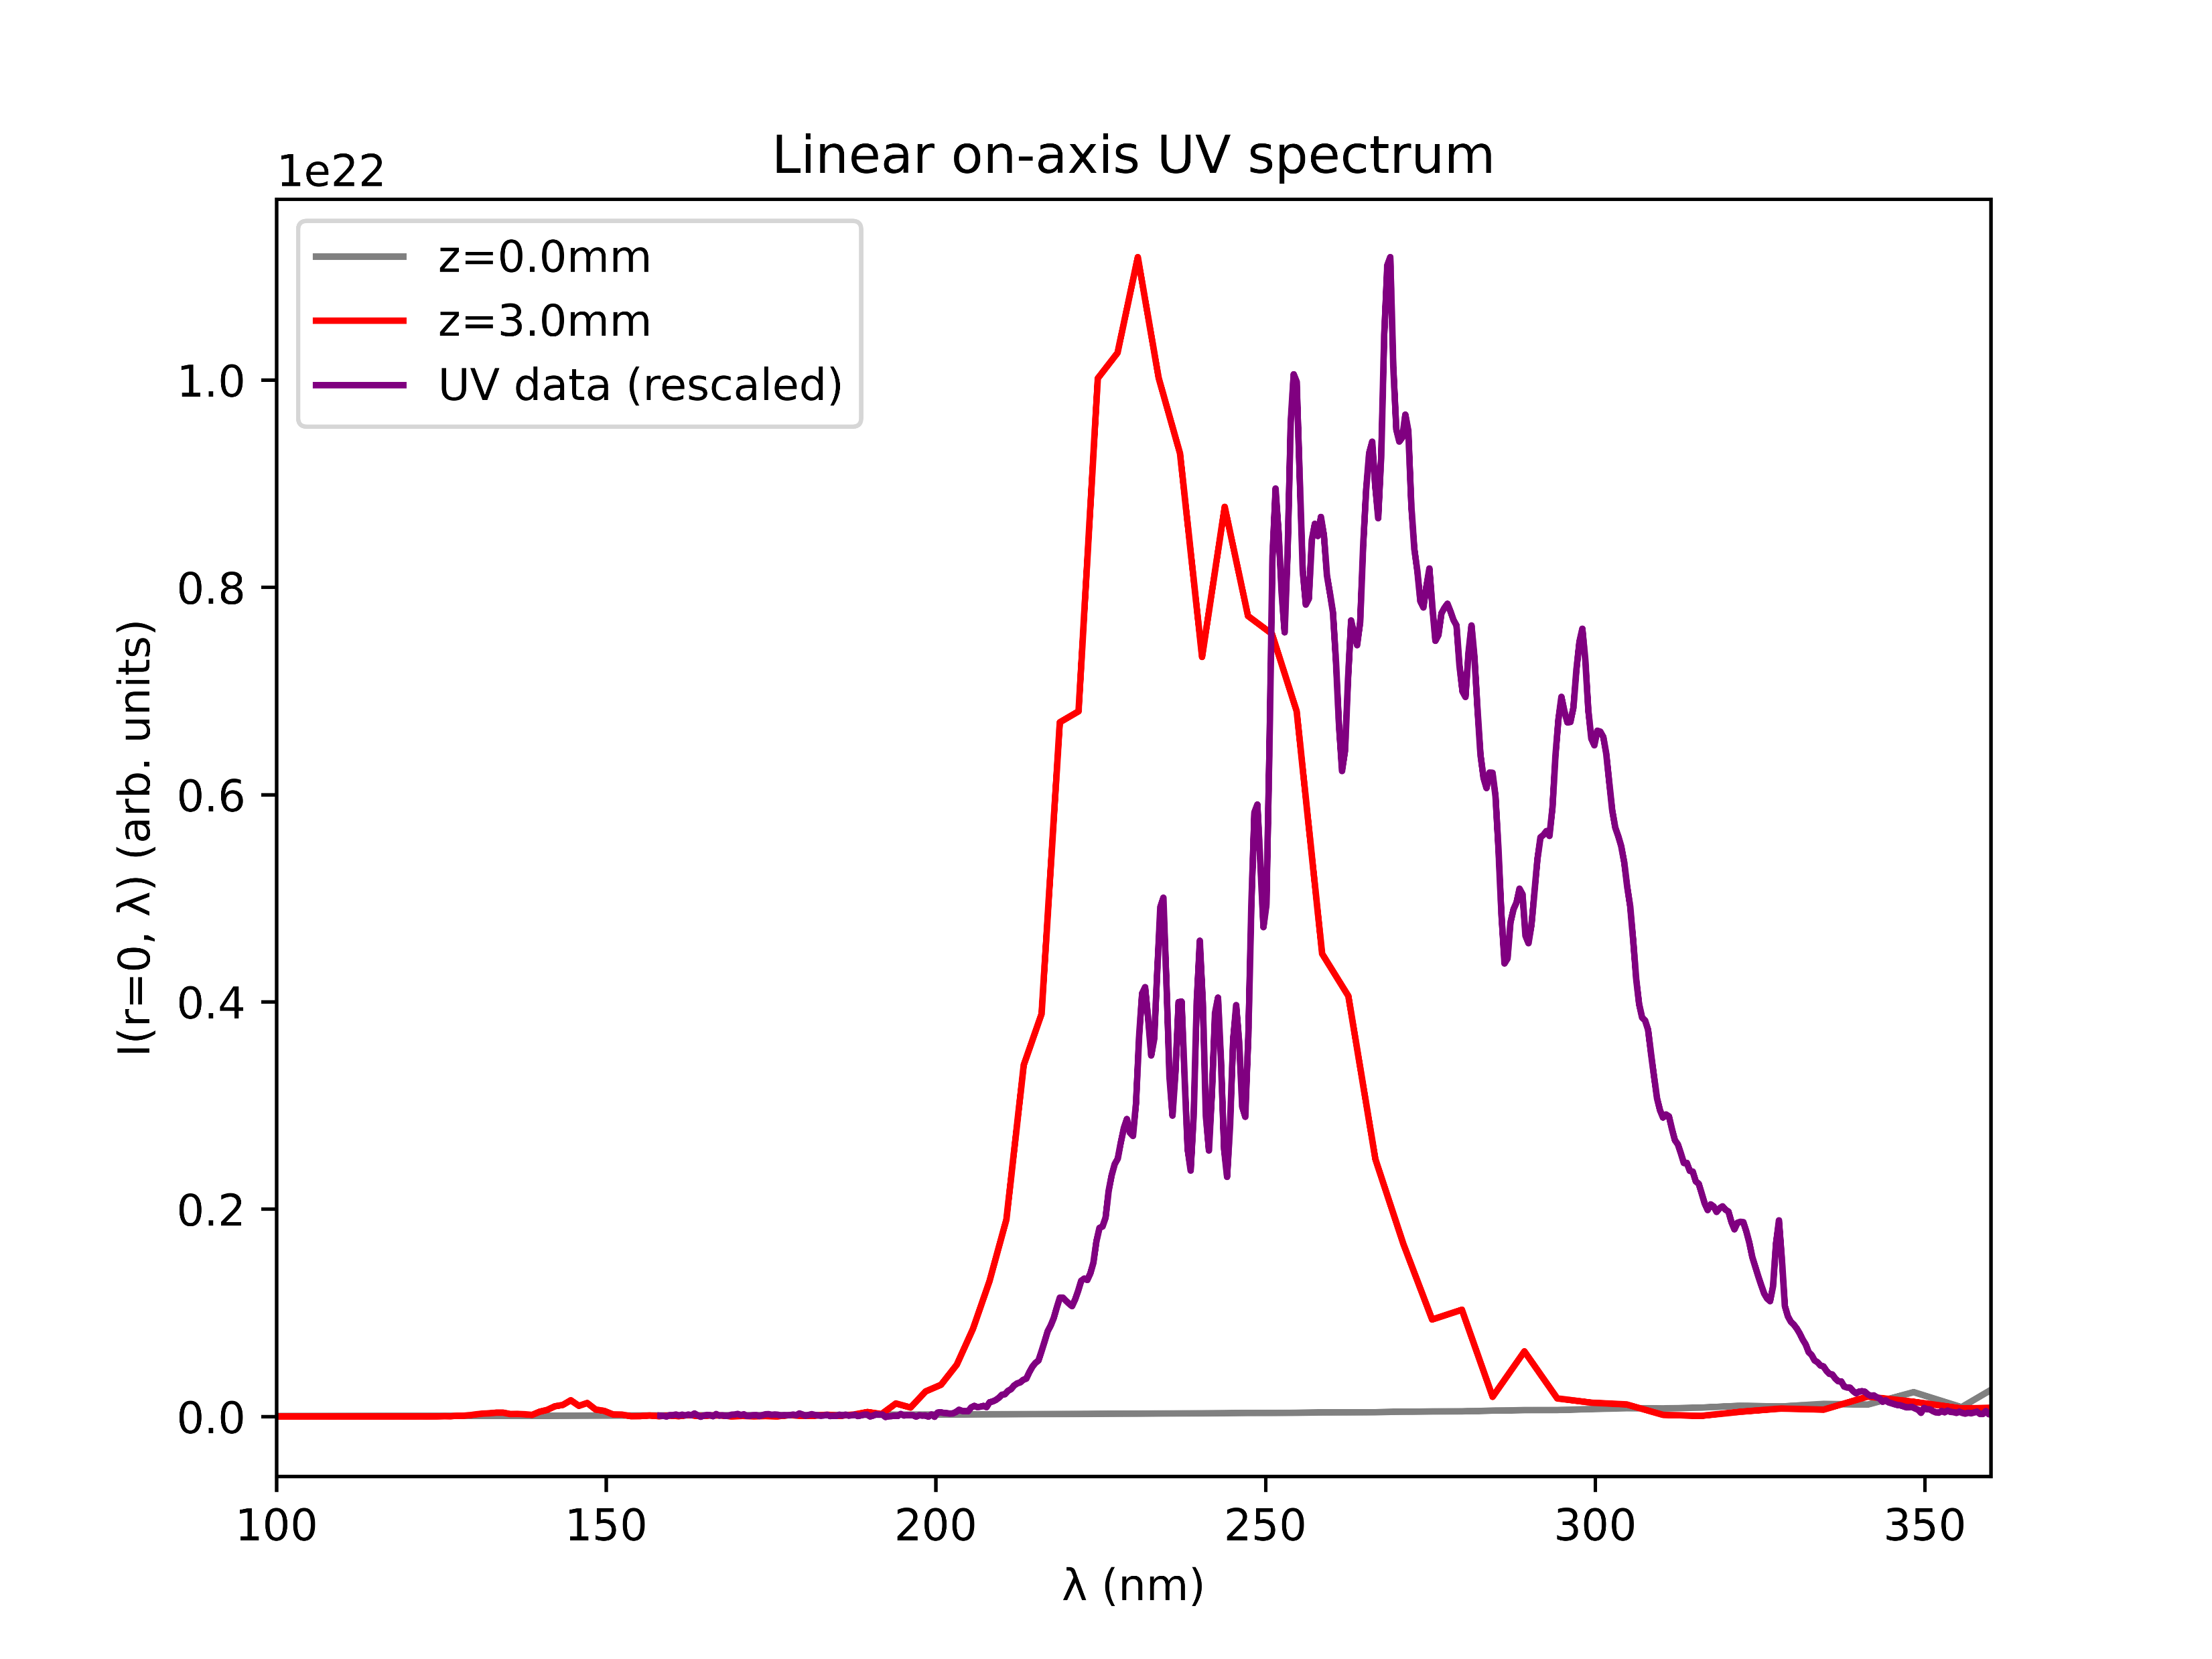 Linear on-axis UV spectrum
1e22
z=0.0mm
z=3.0mm
UV data (rescaled)
1.0
0.8
0.6
0.4
0.2
0.0
I(r=0, λ) (arb. units)
100 150 200 250 300 350
λ (nm)